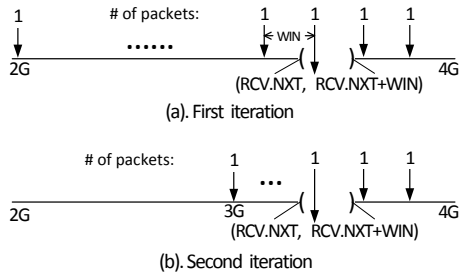 1 # of packets: 1 1 1 1
...... WIN
2G ( ) 4G
(RCV.NXT, RCV.NXT+WIN)
(a). First iteration
# of packets: 1 1 1 1
...
2G 3G ( ) 4G
(RCV.NXT, RCV.NXT+WIN)
(b). Second iteration